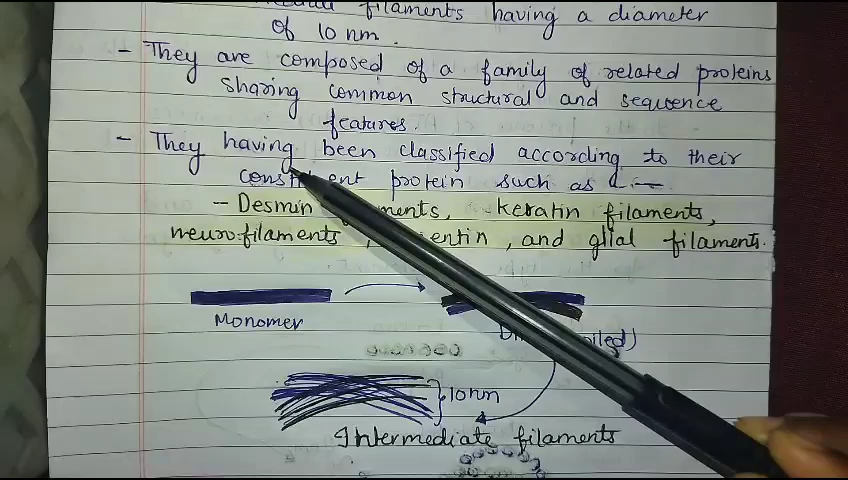 filaments having a diameter
of 10 nm.
- They are composed of a family of related proteins
sharing common structural and sequence
features.
- They having been classified according to their
protein such as :-
- Desmin keratin filaments,
neurofilaments, and glial filaments.
Monomer
} 10nm
Intermediate filaments